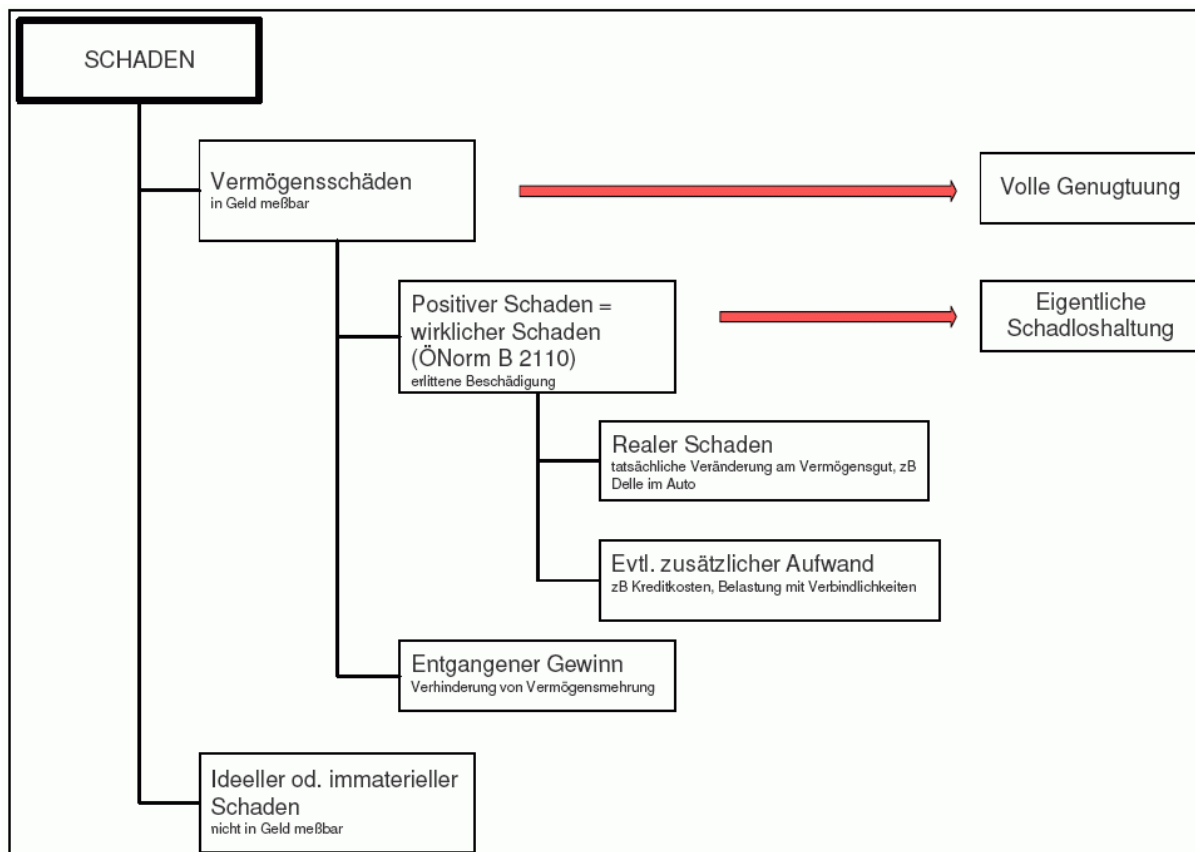 SCHADEN
Vermögensschäden
in Geld meßbar
Volle Genugtuung
Positiver Schaden =
wirklicher Schaden
(ÖNorm B 2110)
erlittene Beschädigung
Eigentliche
Schadloshaltung
Realer Schaden
tatsächliche Veränderung am Vermögensgut, zB
Delle im Auto
Evtl. zusätzlicher Aufwand
zB Kreditkosten, Belastung mit Verbindlichkeiten
Entgangener Gewinn
Verhinderung von Vermögensmehrung
Ideeller od. immaterieller
Schaden
nicht in Geld meßbar